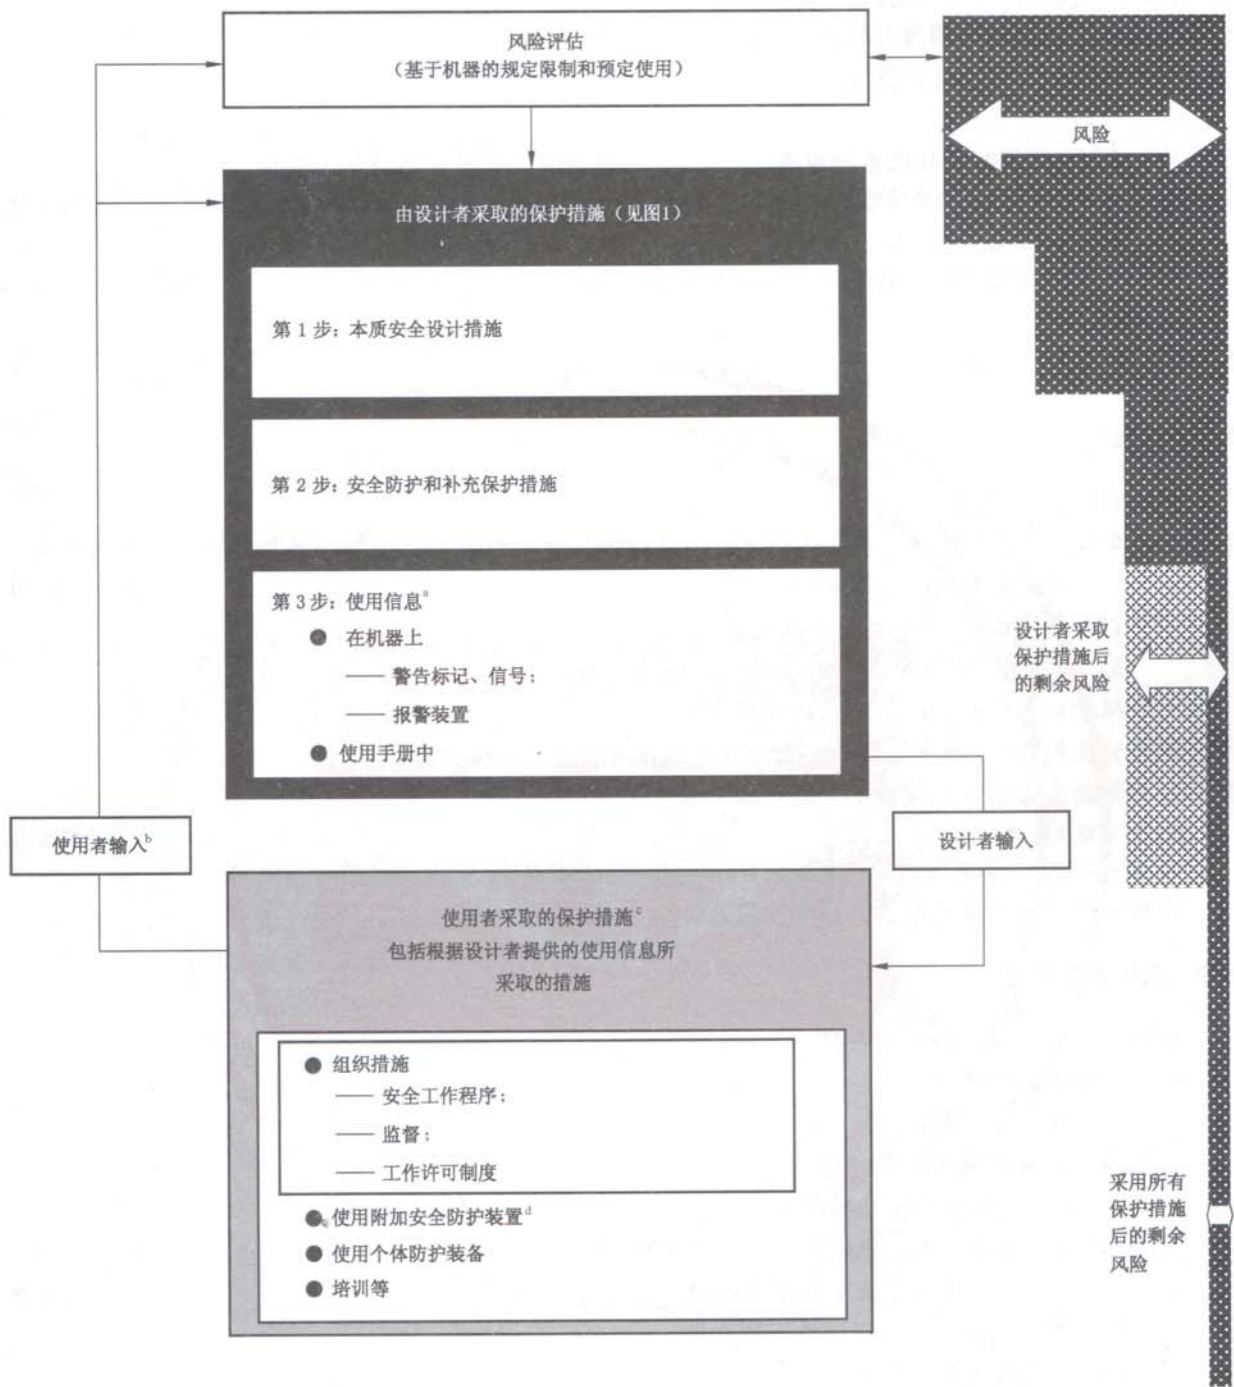 风险评估
（基于机器的规定限制和预定使用）
风险
由设计者采取的保护措施（见图1）
第 1 步：本质安全设计措施
第 2 步：安全防护和补充保护措施
第 3 步：使用信息a
● 在机器上
—— 警告标记、信号；
—— 报警装置
● 使用手册中
设计者采取
保护措施后
的剩余风险
使用者输入b
设计者输入
使用者采取的保护措施c
包括根据设计者提供的使用信息所
采取的措施
● 组织措施
—— 安全工作程序；
—— 监督；
—— 工作许可制度
● 使用附加安全防护装置d
● 使用个体防护装备
● 培训等
采用所有
保护措施
后的剩余
风险